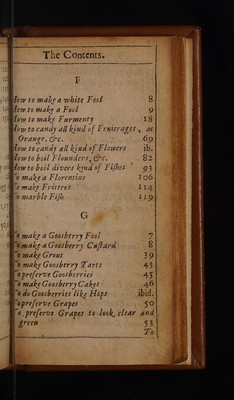 The Contents.
F
How to make a white Fool 8
How to make a Fool 9
How to make Furmenty 18
How to candy all kind of Fruitrages, as
Orange, &c. 69
How to candy all kind of Flowers ib.
How to boil Flounders, &c. 82
How to boil divers kind of Fishes 93
To make a Florentine 106
To make Fritters 114
To marble Fish 119
G
To make a Gooseberry Fool 7
To make a Gooseberry Custard 8
To make Grout 39
To make Gooseberry Tarts 45
To preserve Gooseberries 45
To make Gooseberry Cakes 46
To do Gooseberries like Hops ibid.
To preserve Grapes 50
To preserve Grapes to look clear and
green 53
To